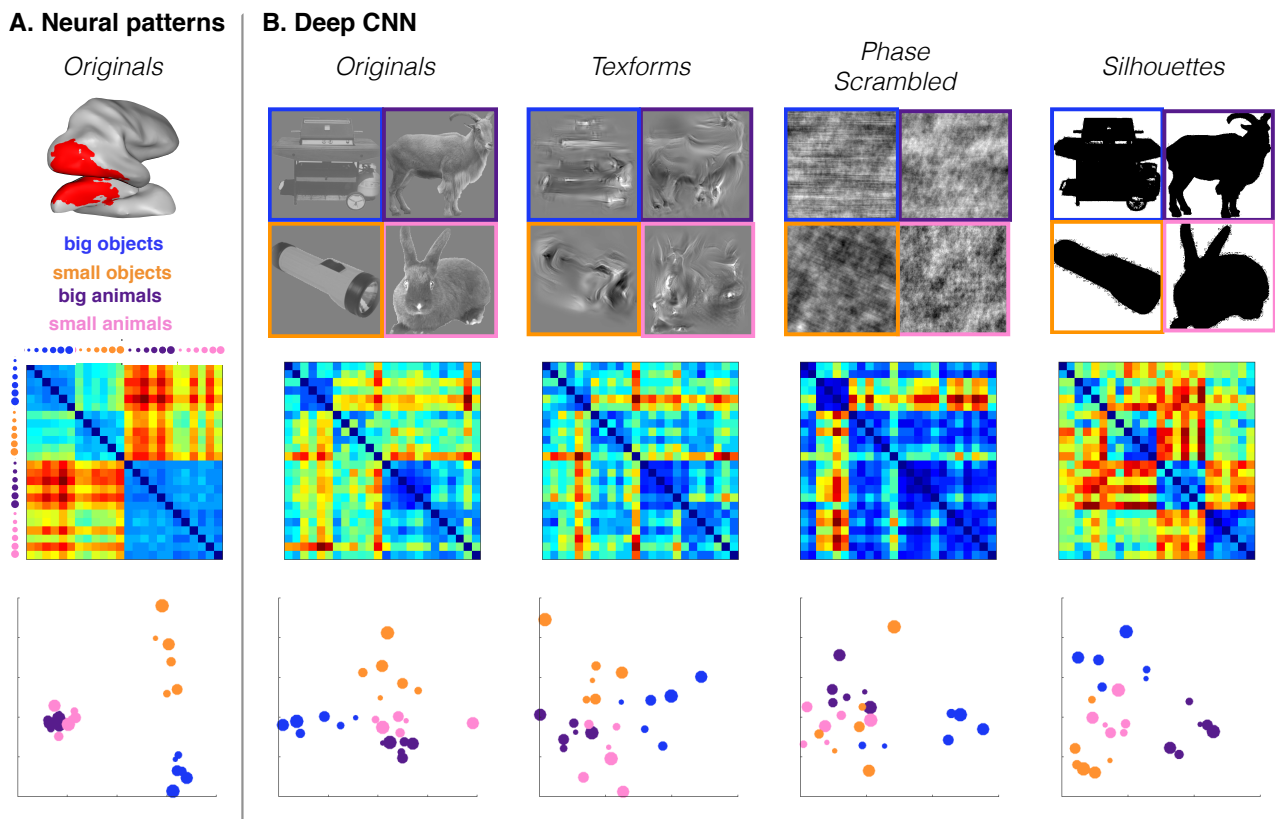 A. Neural patterns
Originals
big objects
small objects
big animals
small animals
B. Deep CNN
Originals
Texforms
Phase
Scrambled
Silhouettes